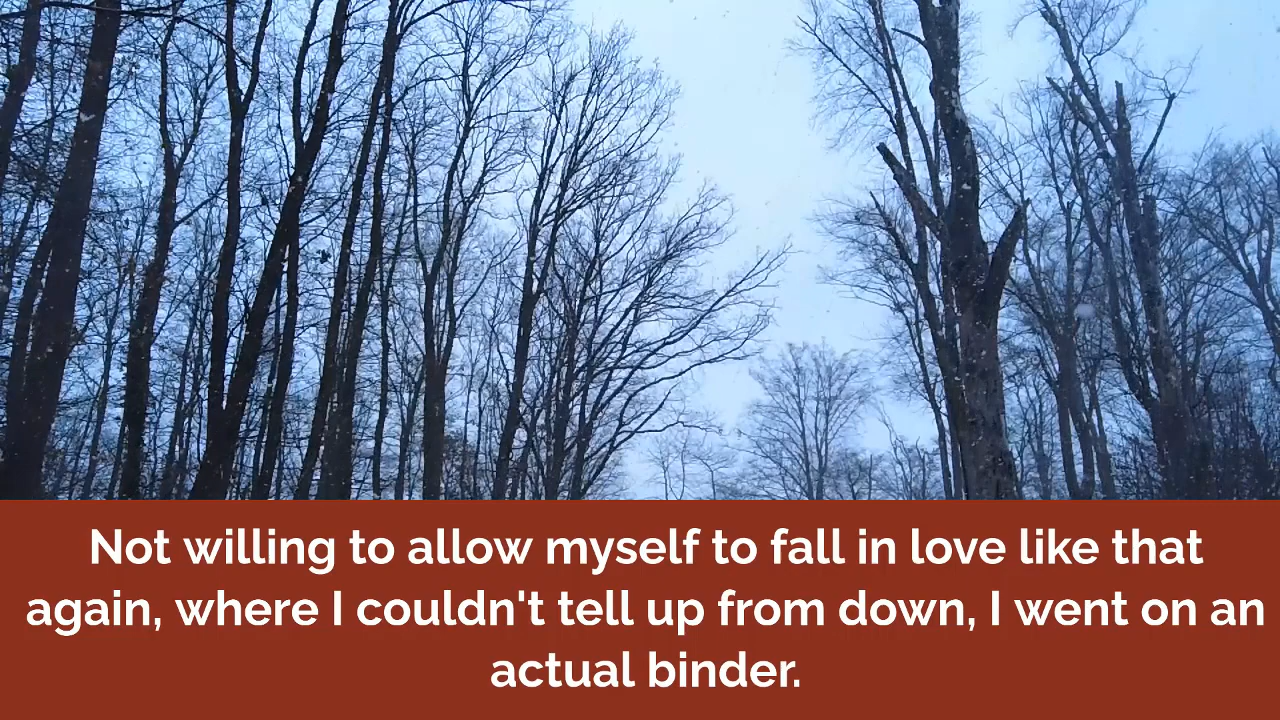 Not willing to allow myself to fall in love like that
again, where I couldn't tell up from down, I went on an
actual binder.